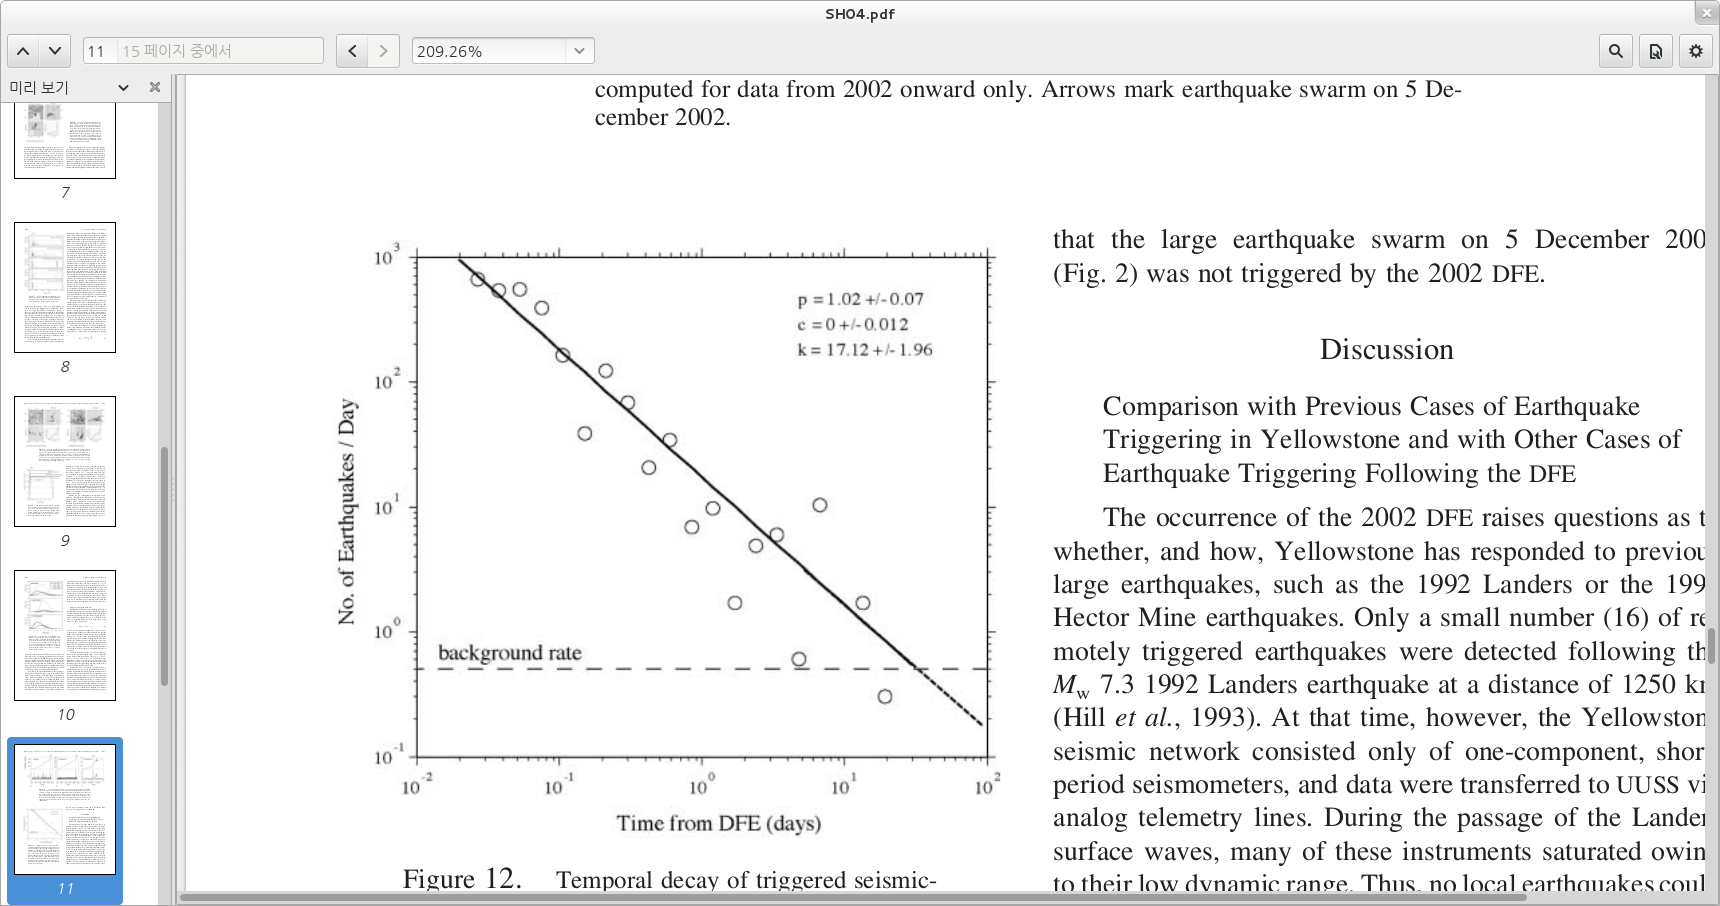 SH04.pdf
11 15 페이지 중에서
209.26%
미리 보기
7
8
9
10
11
computed for data from 2002 onward only. Arrows mark earthquake swarm on 5 De-
cember 2002.
10^3
10^2
10^1
10^0
10^-1
No. of Earthquakes / Day
p = 1.02 +/- 0.07
c = 0 +/- 0.012
k = 17.12 +/- 1.96
background rate
10^-2 10^-1 10^0 10^1 10^2
Time from DFE (days)
Figure 12. Temporal decay of triggered seismic-
that the large earthquake swarm on 5 December 200
(Fig. 2) was not triggered by the 2002 DFE.
Discussion
Comparison with Previous Cases of Earthquake
Triggering in Yellowstone and with Other Cases of
Earthquake Triggering Following the DFE
The occurrence of the 2002 DFE raises questions as t
whether, and how, Yellowstone has responded to previou
large earthquakes, such as the 1992 Landers or the 199
Hector Mine earthquakes. Only a small number (16) of re
motely triggered earthquakes were detected following th
Mw 7.3 1992 Landers earthquake at a distance of 1250 k
(Hill et al., 1993). At that time, however, the Yellowston
seismic network consisted only of one-component, shor
period seismometers, and data were transferred to UUSS vi
analog telemetry lines. During the passage of the Lander
surface waves, many of these instruments saturated owin
to their low dynamic range. Thus, no local earthquakes coul